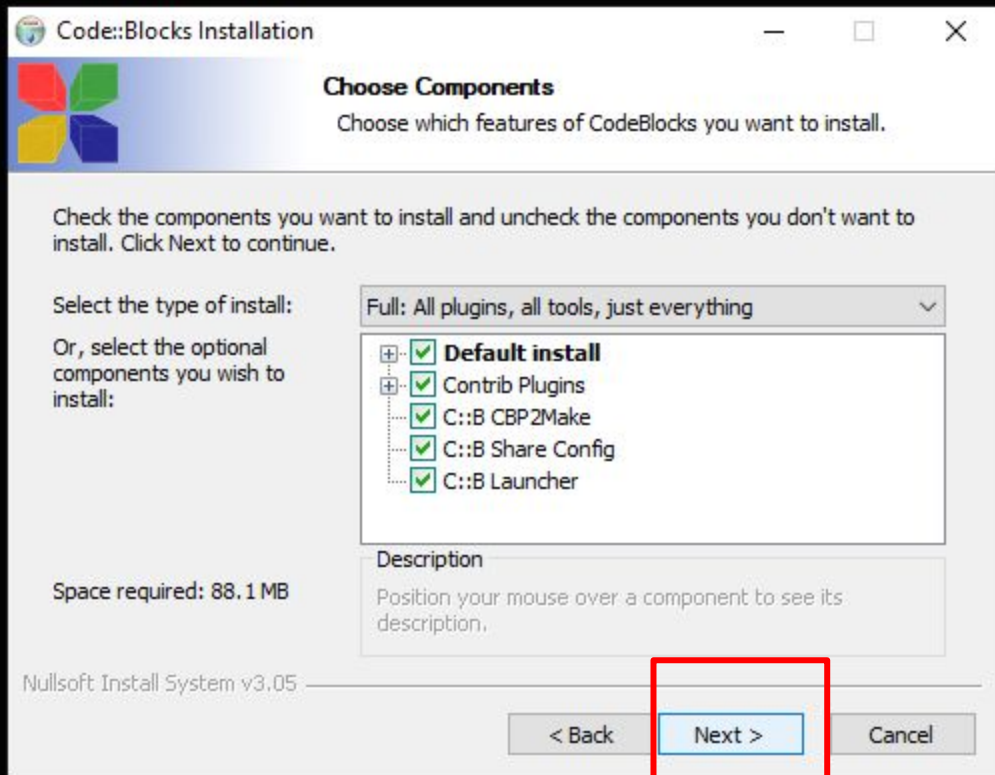 Code::Blocks Installation
Choose Components
Choose which features of CodeBlocks you want to install.
Check the components you want to install and uncheck the components you don't want to
install. Click Next to continue.
Select the type of install:
Full: All plugins, all tools, just everything
Or, select the optional
components you wish to
install:
Default install
Contrib Plugins
C::B CBP2Make
C::B Share Config
C::B Launcher
Space required: 88.1 MB
Description
Position your mouse over a component to see its
description.
Nullsoft Install System v3.05
< Back
Next >
Cancel